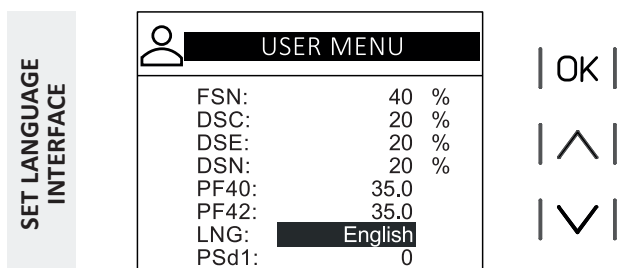 SET LANGUAGE
INTERFACE
USER MENU
FSN: 40 %
DSC: 20 %
DSE: 20 %
DSN: 20 %
PF40: 35.0
PF42: 35.0
LNG: English
PSd1: 0
OK